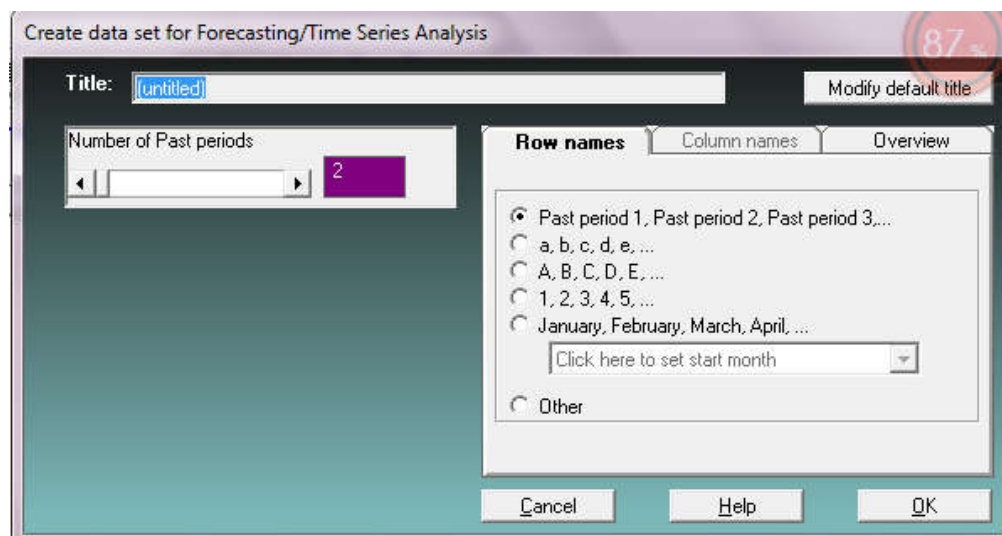 Create data set for Forecasting/Time Series Analysis
87 %
Title: (untitled)
Modify default title
Number of Past periods
2
Row names
Column names
Overview
Past period 1, Past period 2, Past period 3,...
a, b, c, d, e, ...
A, B, C, D, E, ...
1, 2, 3, 4, 5, ...
January, February, March, April, ...
Click here to set start month
Other
Cancel
Help
OK